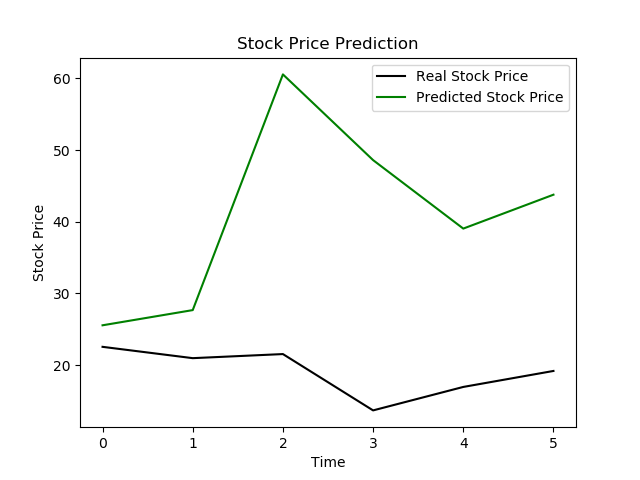 Stock Price Prediction
Real Stock Price
Predicted Stock Price
60
50
40
30
20
Stock Price
0 1 2 3 4 5
Time